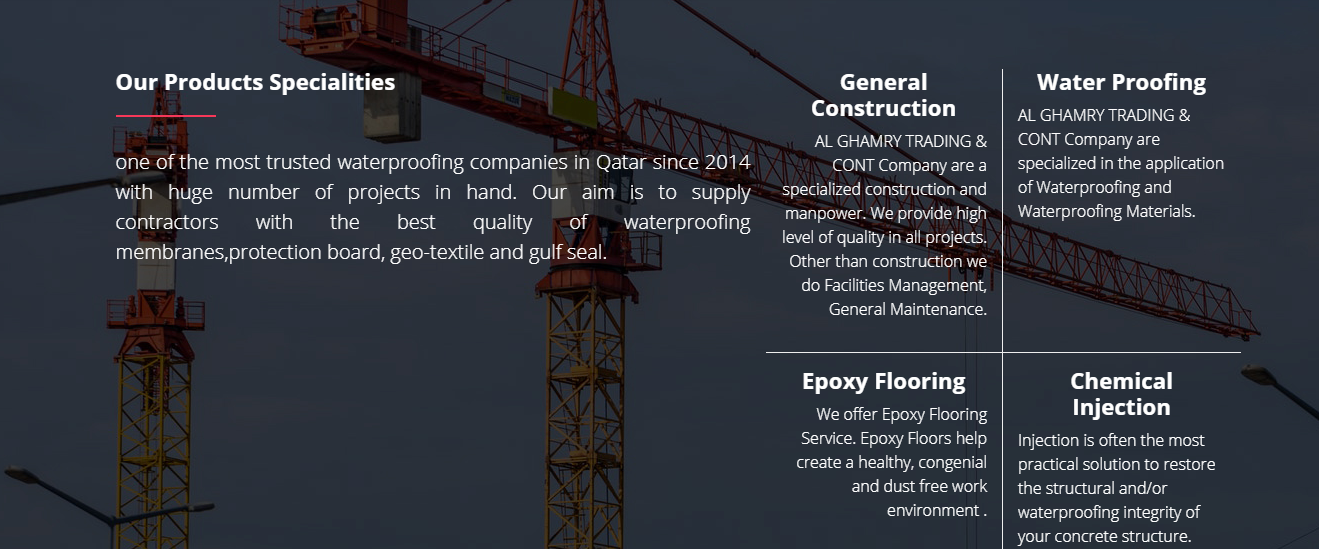 Our Products Specialities
one of the most trusted waterproofing companies in Qatar since 2014
with huge number of projects in hand. Our aim is to supply
contractors with the best quality of waterproofing
membranes,protection board, geo-textile and gulf seal.
General
Construction
AL GHAMRY TRADING &
CONT Company are a
specialized construction and
manpower. We provide high
level of quality in all projects.
Other than construction we
do Facilities Management,
General Maintenance.
Water Proofing
AL GHAMRY TRADING &
CONT Company are
specialized in the application
of Waterproofing and
Waterproofing Materials.
Epoxy Flooring
We offer Epoxy Flooring
Service. Epoxy Floors help
create a healthy, congenial
and dust free work
environment .
Chemical
Injection
Injection is often the most
practical solution to restore
the structural and/or
waterproofing integrity of
your concrete structure.